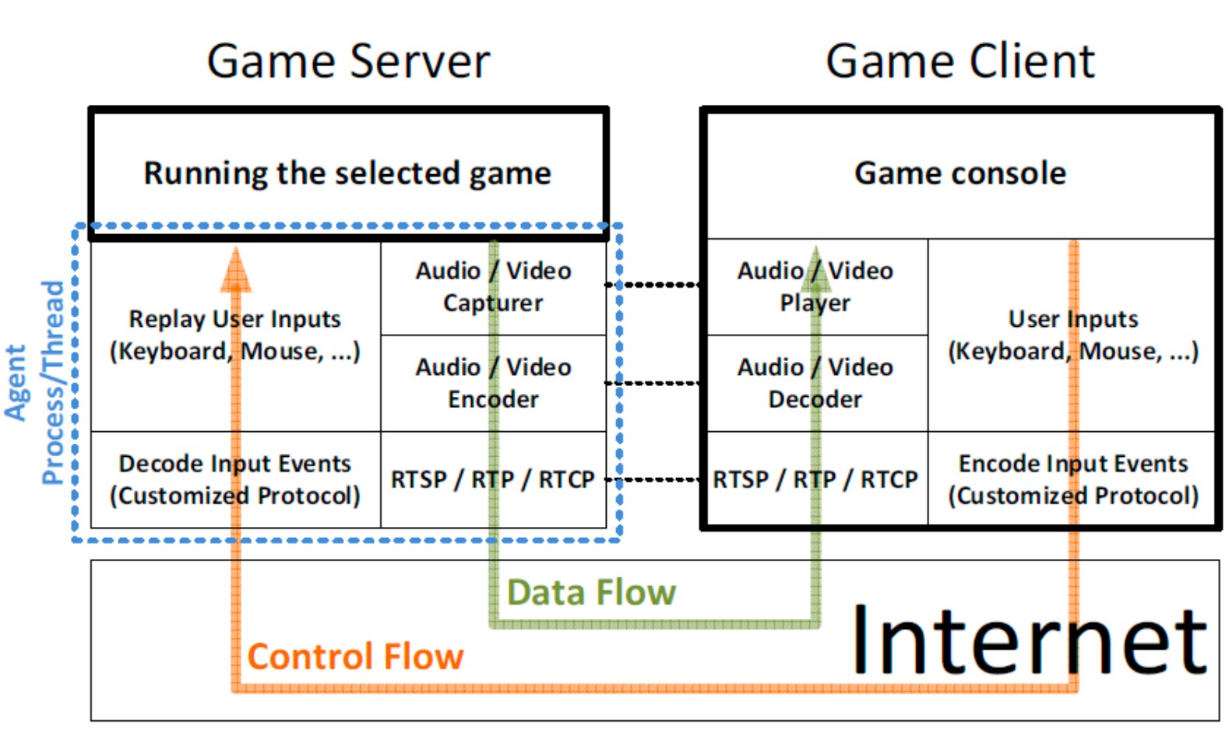 Game Server
Game Client
Running the selected game
Game console
Agent
Process/Thread
Replay User Inputs
(Keyboard, Mouse, ...)
Audio / Video
Capturer
Audio / Video
Encoder
Decode Input Events
(Customized Protocol)
RTSP / RTP / RTCP
Audio / Video
Player
Audio / Video
Decoder
RTSP / RTP / RTCP
User Inputs
(Keyboard, Mouse, ...)
Encode Input Events
(Customized Protocol)
Data Flow
Control Flow
Internet